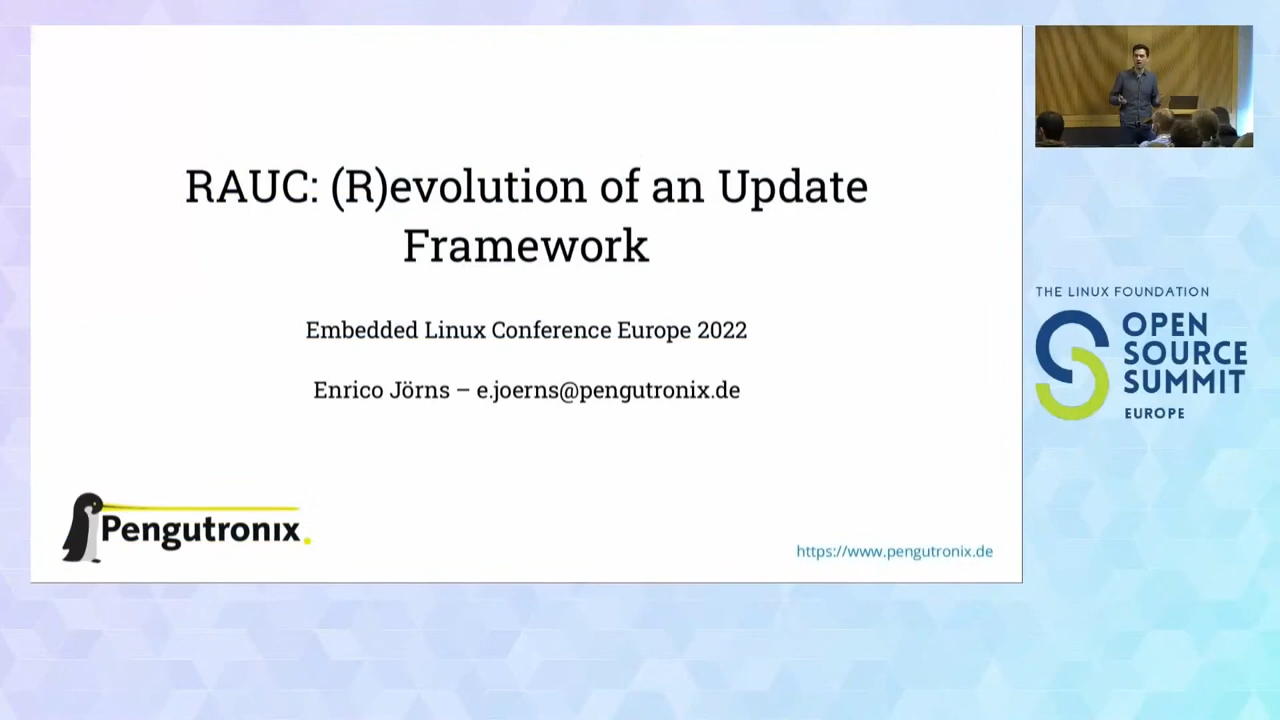 RAUC: (R)evolution of an Update
Framework
Embedded Linux Conference Europe 2022
Enrico Jörns – e.joerns@pengutronix.de
Pengutronix.
https://www.pengutronix.de
THE LINUX FOUNDATION
OPEN
SOURCE
SUMMIT
EUROPE